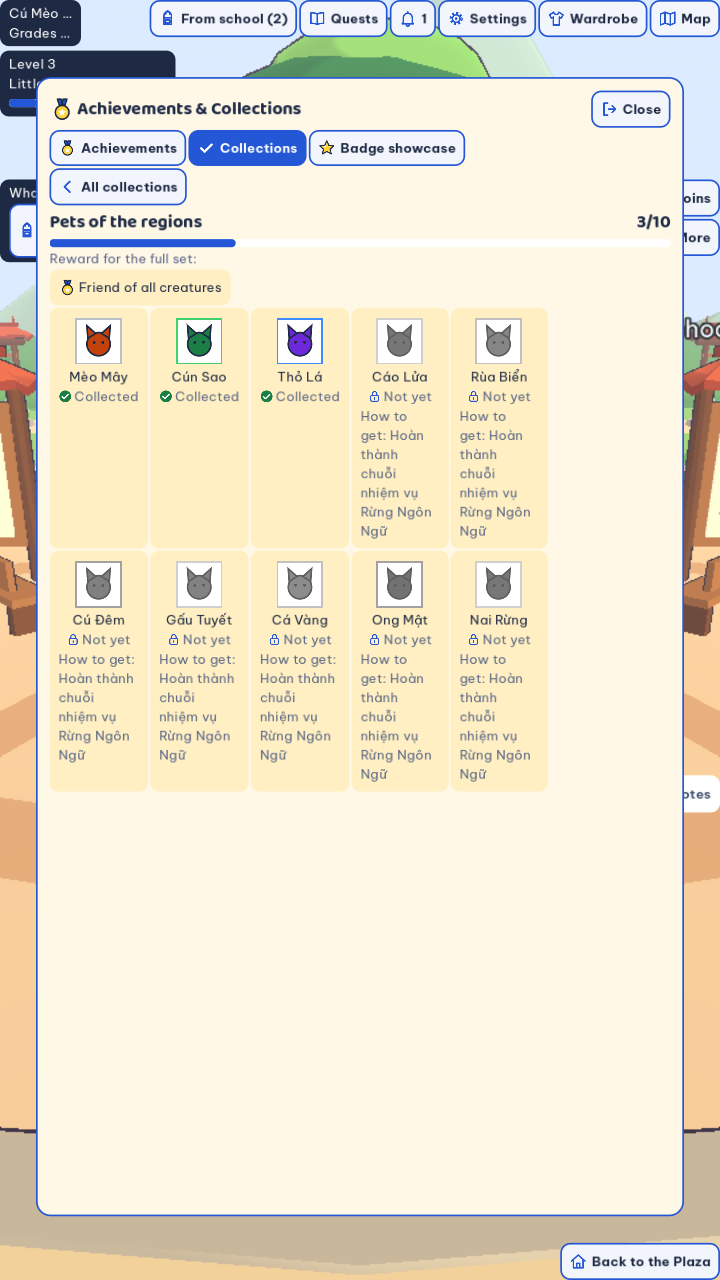 Cú Mèo ...
Grades ...
From school (2)
Quests
1
Settings
Wardrobe
Map
Level 3
Achievements & Collections
Close
Achievements
Collections
Badge showcase
All collections
Pets of the regions
3/10
Reward for the full set:
Friend of all creatures
Mèo Mây
Collected
Cún Sao
Collected
Thỏ Lá
Collected
Cáo Lửa
Not yet
How to
get: Hoàn
thành
chuỗi
nhiệm vụ
Rừng Ngôn
Ngữ
Rùa Biển
Not yet
How to
get: Hoàn
thành
chuỗi
nhiệm vụ
Rừng Ngôn
Ngữ
Cú Đêm
Not yet
How to get:
Hoàn thành
chuỗi
nhiệm vụ
Rừng Ngôn
Ngữ
Gấu Tuyết
Not yet
How to get:
Hoàn thành
chuỗi
nhiệm vụ
Rừng Ngôn
Ngữ
Cá Vàng
Not yet
How to get:
Hoàn thành
chuỗi
nhiệm vụ
Rừng Ngôn
Ngữ
Ong Mật
Not yet
How to
get: Hoàn
thành
chuỗi
nhiệm vụ
Rừng Ngôn
Ngữ
Nai Rừng
Not yet
How to
get: Hoàn
thành
chuỗi
nhiệm vụ
Rừng Ngôn
Ngữ
Back to the Plaza